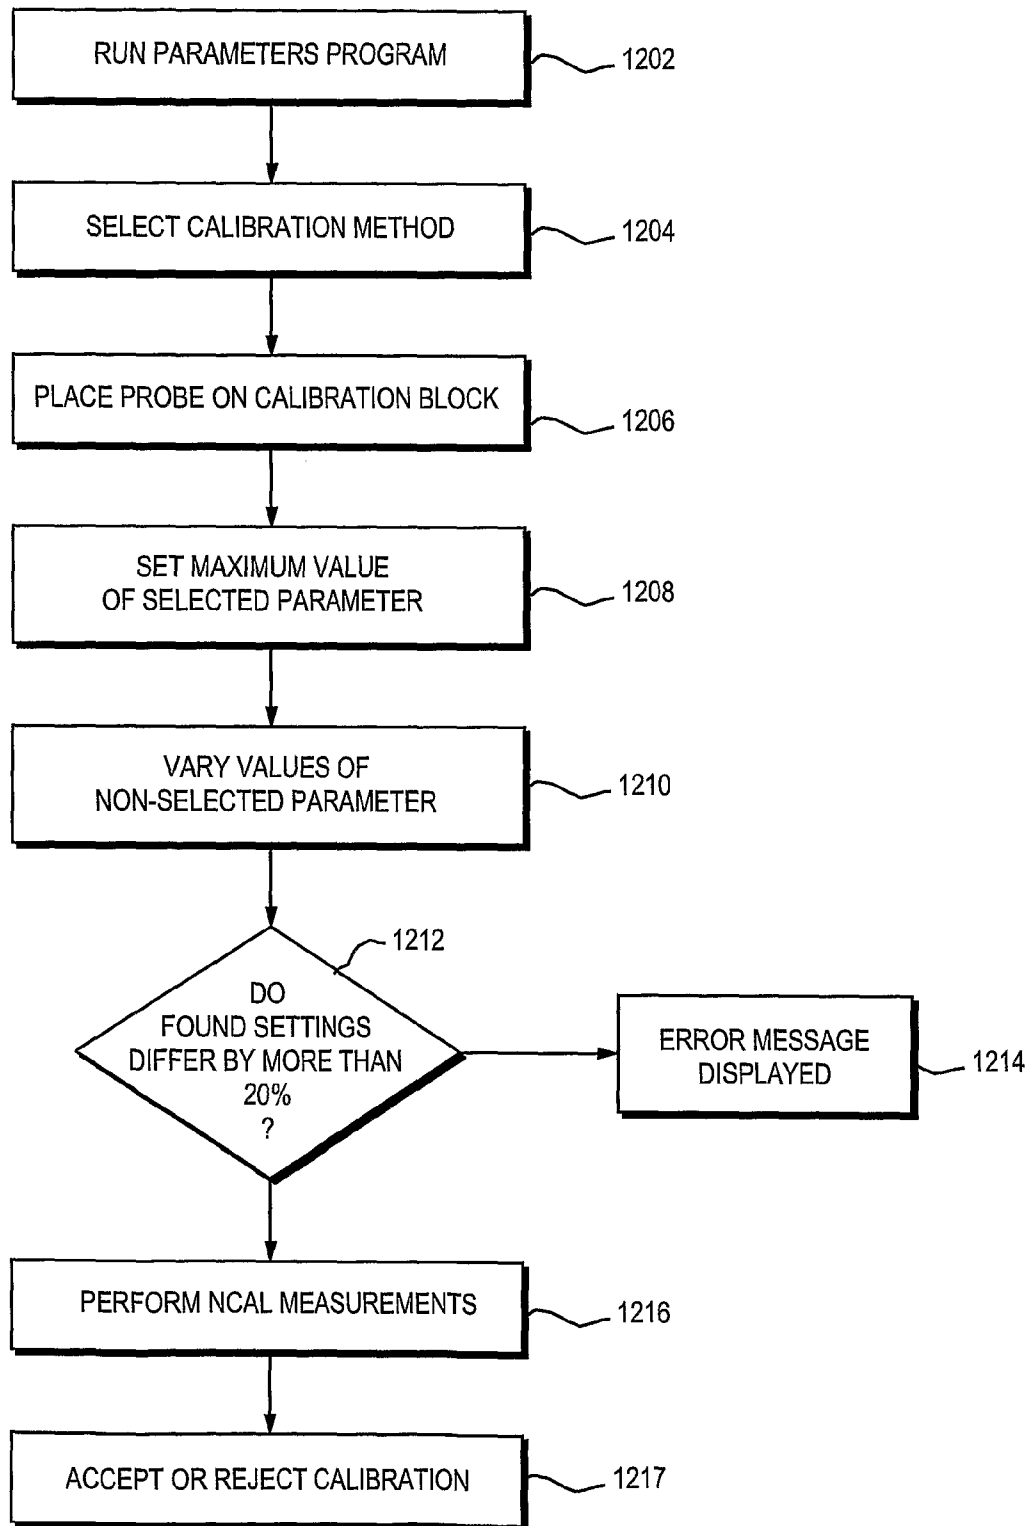 RUN PARAMETERS PROGRAM
1202
SELECT CALIBRATION METHOD
1204
PLACE PROBE ON CALIBRATION BLOCK
1206
SET MAXIMUM VALUE
OF SELECTED PARAMETER
1208
VARY VALUES OF
NON-SELECTED PARAMETER
1210
1212
DO
FOUND SETTINGS
DIFFER BY MORE THAN
20%
?
ERROR MESSAGE
DISPLAYED
1214
PERFORM NCAL MEASUREMENTS
1216
ACCEPT OR REJECT CALIBRATION
1217